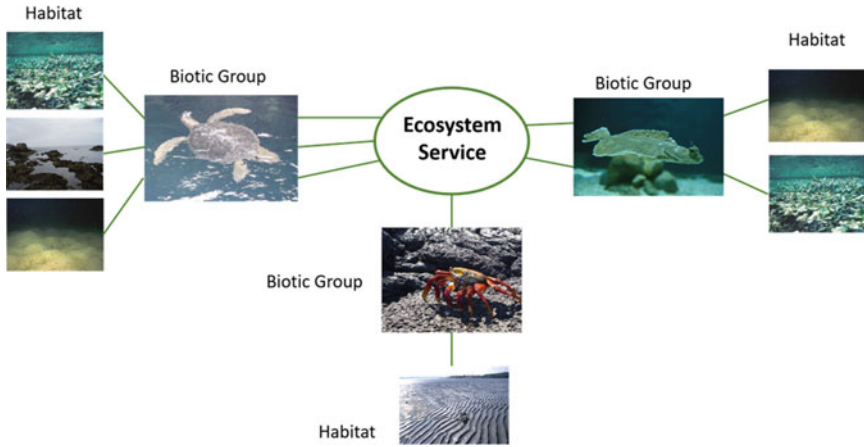 Habitat
Biotic Group
Ecosystem
Service
Biotic Group
Habitat
Biotic Group
Habitat